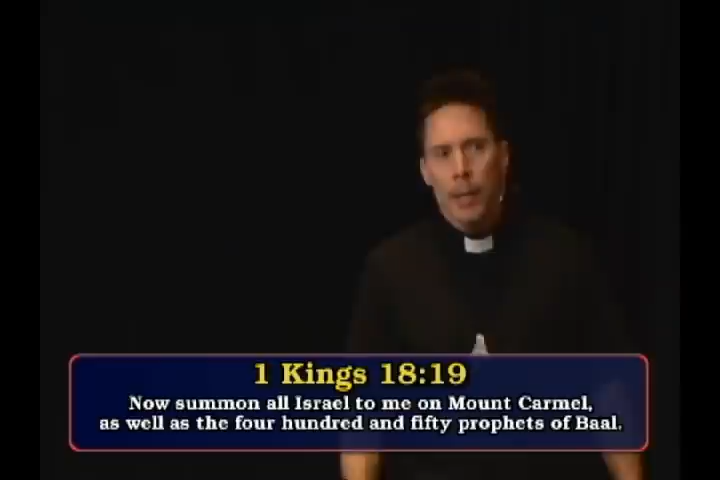 1 Kings 18:19
Now summon all Israel to me on Mount Carmel,
as well as the four hundred and fifty prophets of Baal.